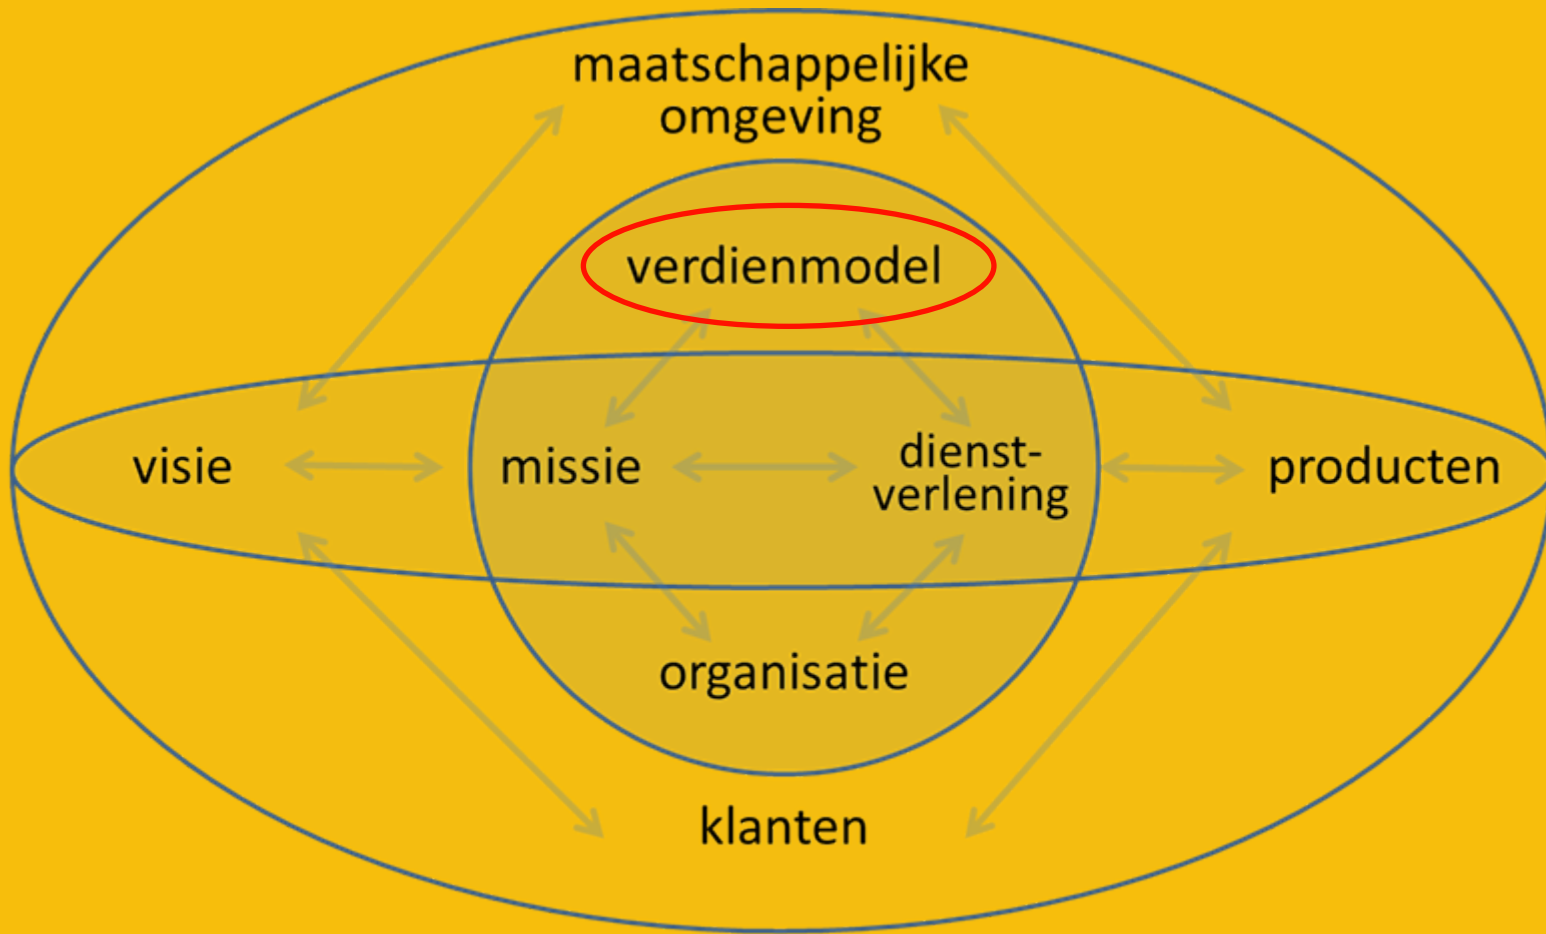 maatschappelijke
omgeving
verdienmodel
visie
missie
dienst-
verlening
producten
organisatie
klanten